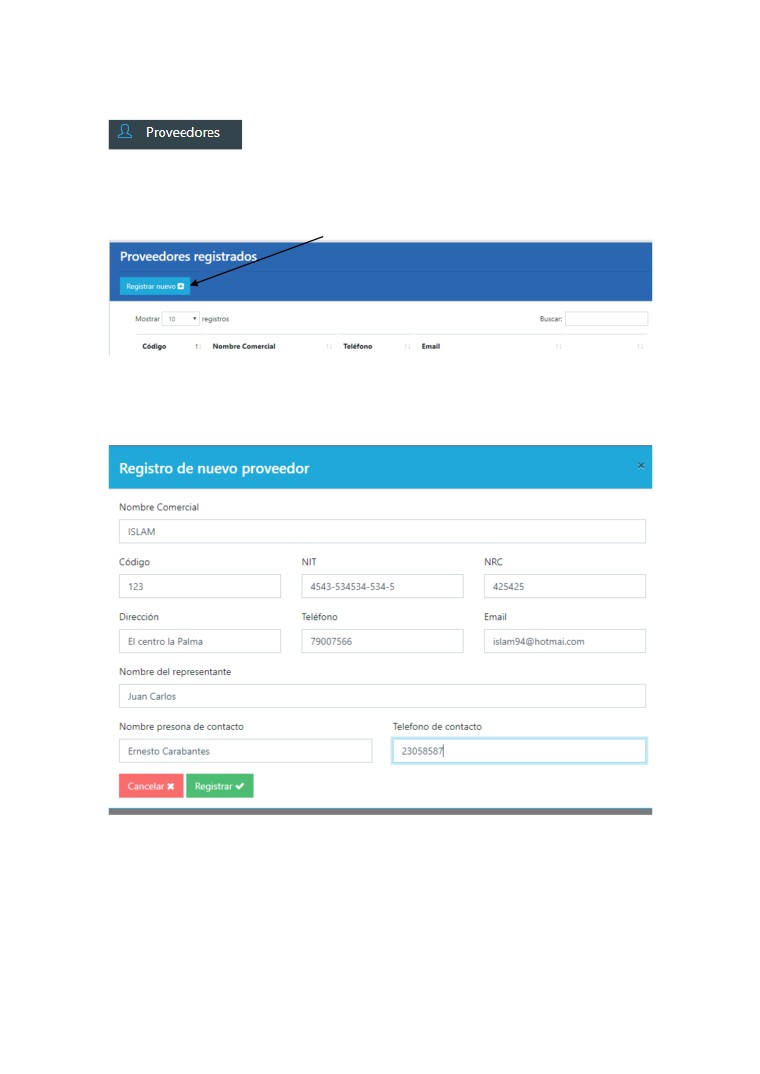 Proveedores
Proveedores registrados
Registrar nuevo
Mostrar 10 registros Buscar:
Código Nombre Comercial Teléfono Email
Registro de nuevo proveedor ×
Nombre Comercial
ISLAM
Código NIT NRC
123 4543-534534-534-5 425425
Dirección Teléfono Email
El centro la Palma 79007566 islam94@hotmai.com
Nombre del representante
Juan Carlos
Nombre presona de contacto Telefono de contacto
Ernesto Carabantes 23058587
Cancelar Registrar